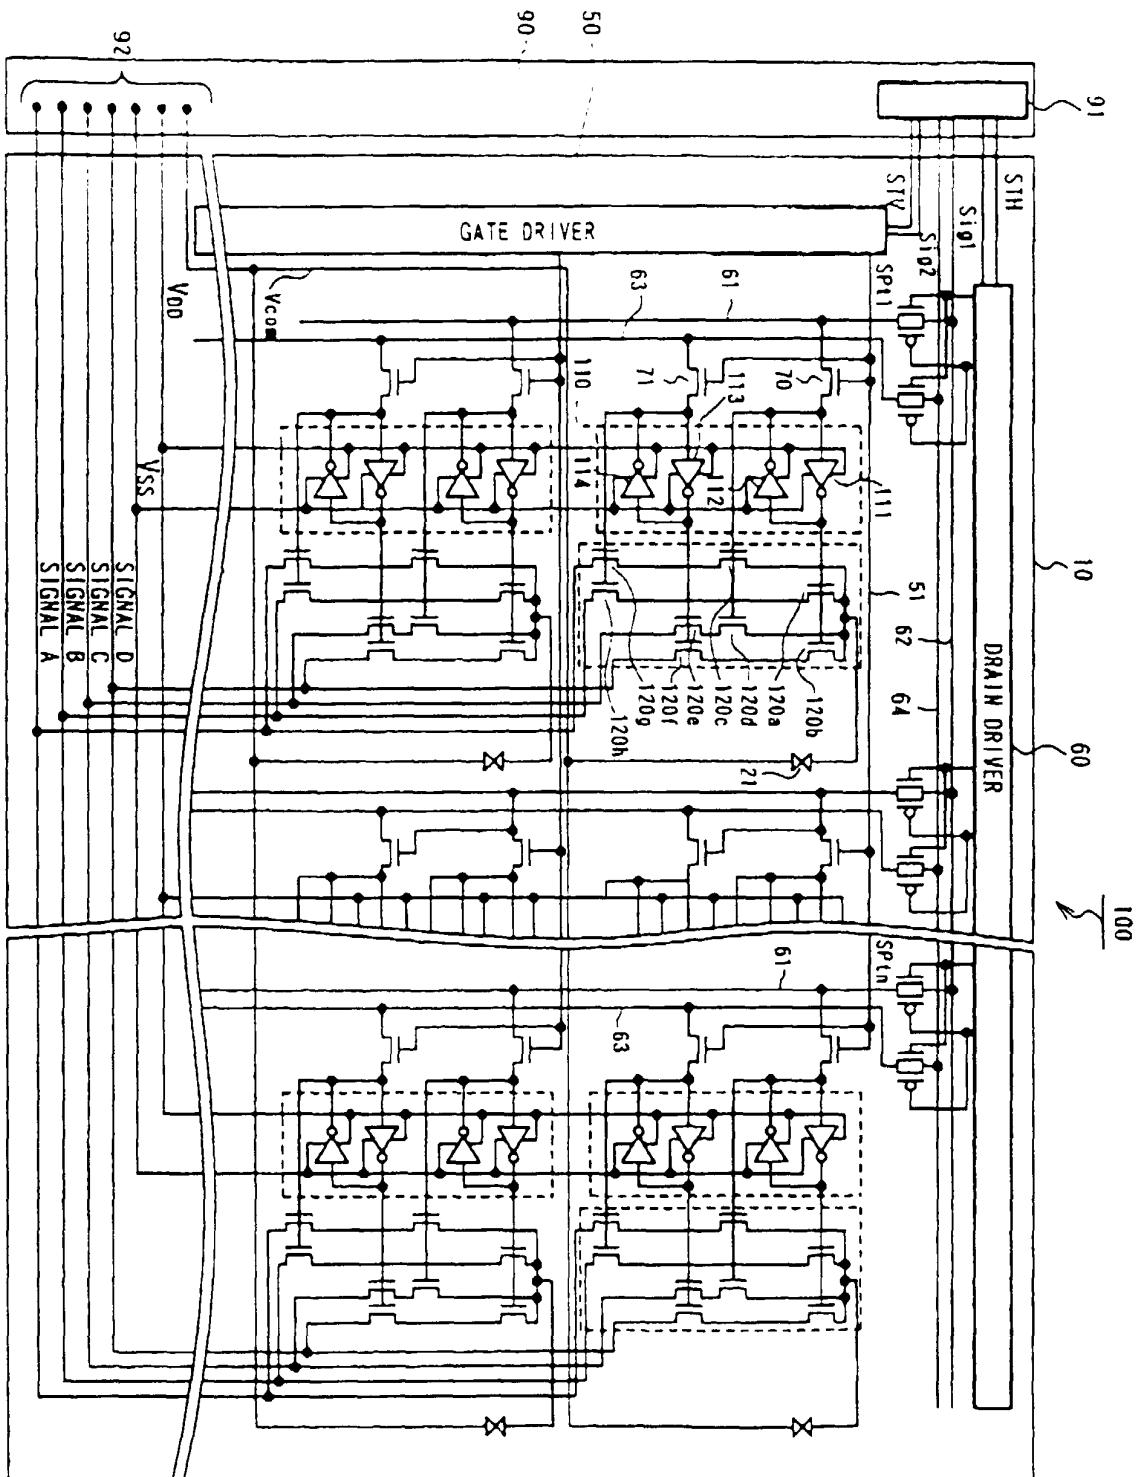 100
10
DRAIN DRIVER
60
62
64
51
91
STH
Sig1
Sig2
STV
SPt1
SPtn
50
90
GATE DRIVER
61
63
70
71
110
111
112
113
114
120a
120b
120c
120d
120e
120f
120g
120h
21
61
63
92
Vcom
VDD
VSS
SIGNAL D
SIGNAL C
SIGNAL B
SIGNAL A